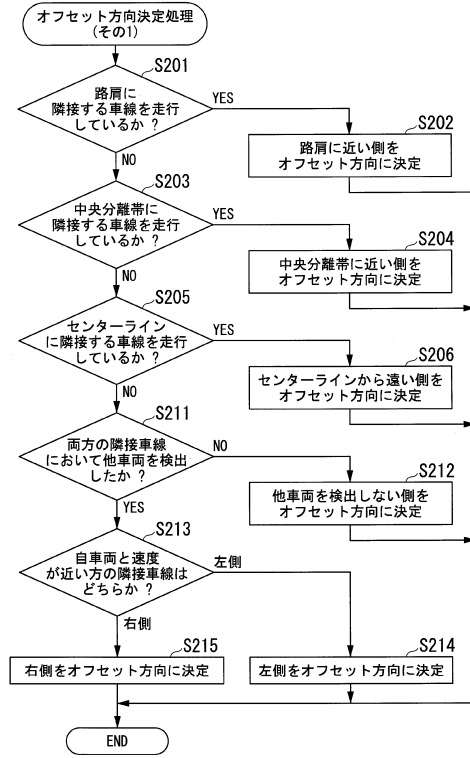 オフセット方向決定処理
(その1)
S201
路肩に
隣接する車線を走行
しているか ?
YES
S202
路肩に近い側を
オフセット方向に決定
NO
S203
中央分離帯に
隣接する車線を走行
しているか ?
YES
S204
中央分離帯に近い側を
オフセット方向に決定
NO
S205
センターライン
に隣接する車線を走行
しているか ?
YES
S206
センターラインから遠い側を
オフセット方向に決定
NO
S211
両方の隣接車線
において他車両を検出
したか ?
NO
S212
他車両を検出しない側を
オフセット方向に決定
YES
S213
自車両と速度
が近い方の隣接車線は
どちらか ?
左側
右側
S215
右側をオフセット方向に決定
S214
左側をオフセット方向に決定
END